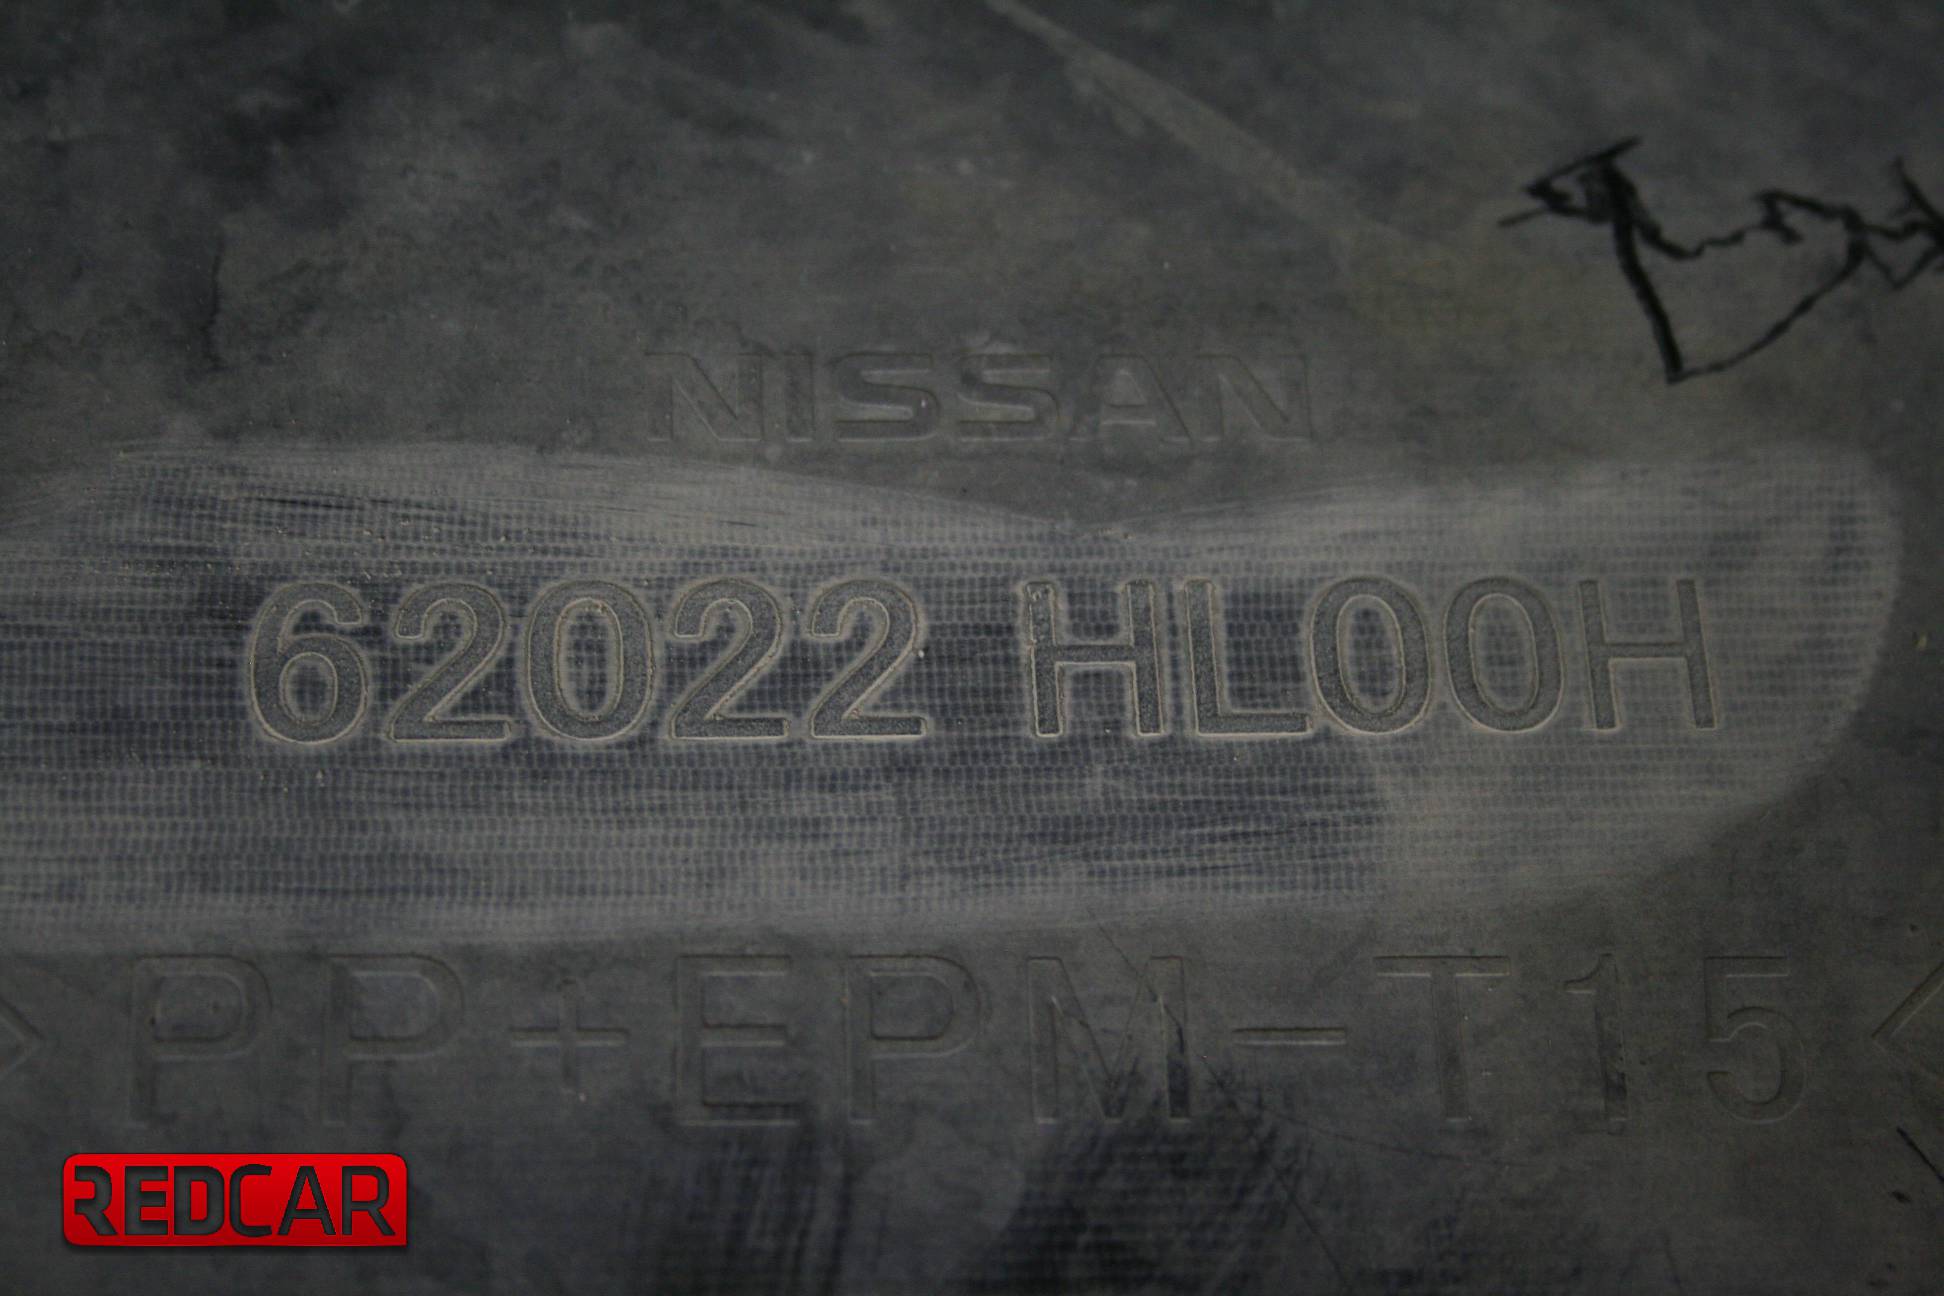 NISSAN
62022 HL00H
>PP+EPM-T15<
REDCAR